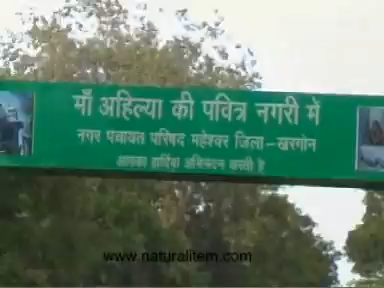 माँ अहिल्या की पवित्र नगरी में
नगर पंचायत परिषद महेश्वर जिला-खरगोन
आपका हार्दिक अभिनंदन करती है
www.naturalitem.com